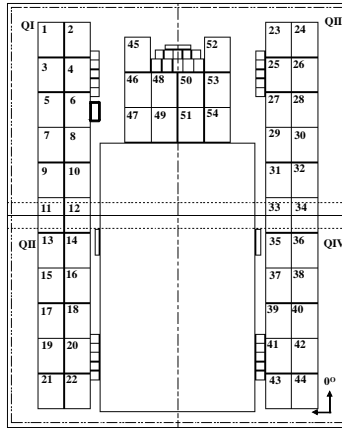 QI 1 2 45 52 23 24 QII
3 4 46 48 50 53 25 26
5 6 47 49 51 54 27 28
7 8 29 30
9 10 31 32
11 12 33 34
QII 13 14 35 36 QIV
15 16 37 38
17 18 39 40
19 20 41 42
21 22 43 44 0°